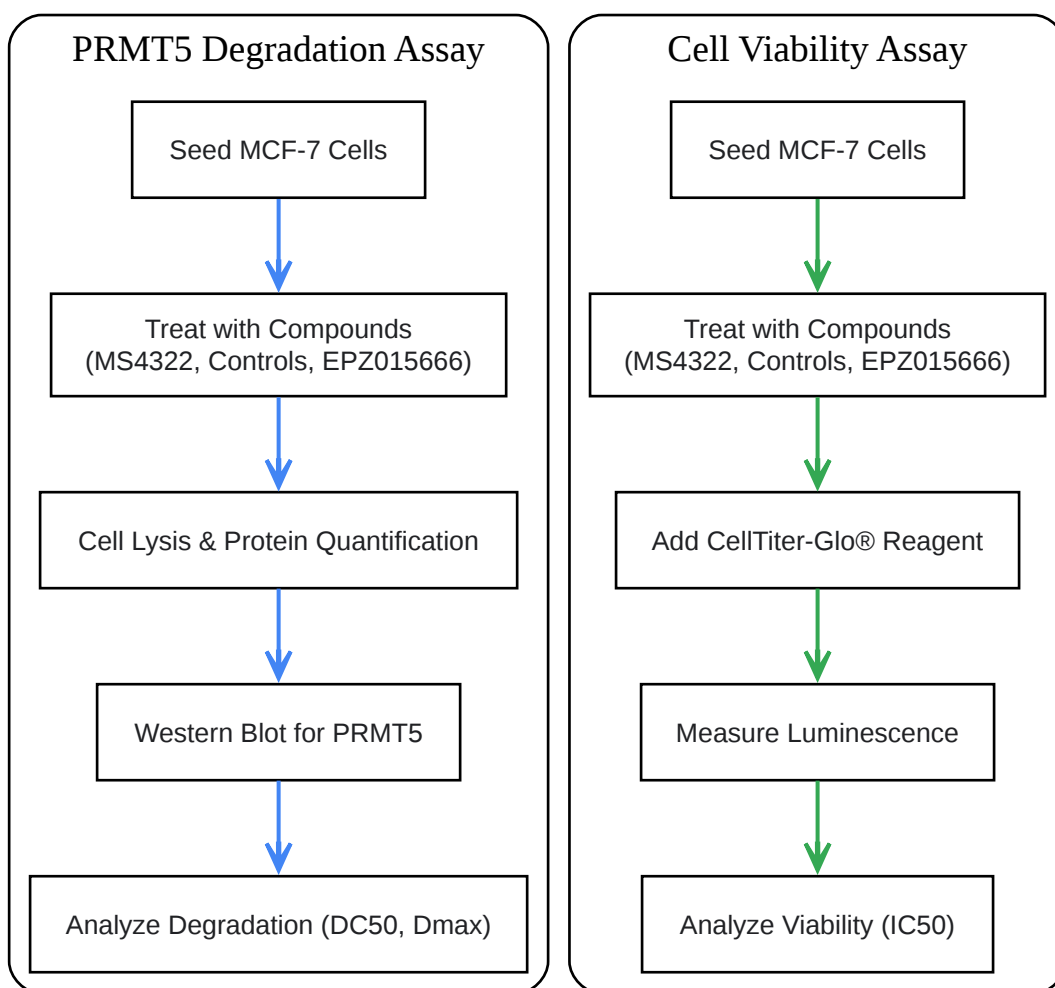 PRMT5 Degradation Assay
Seed MCF-7 Cells
Treat with Compounds
(MS4322, Controls, EPZ015666)
Cell Lysis & Protein Quantification
Western Blot for PRMT5
Analyze Degradation (DC50, Dmax)
Cell Viability Assay
Seed MCF-7 Cells
Treat with Compounds
(MS4322, Controls, EPZ015666)
Add CellTiter-Glo® Reagent
Measure Luminescence
Analyze Viability (IC50)